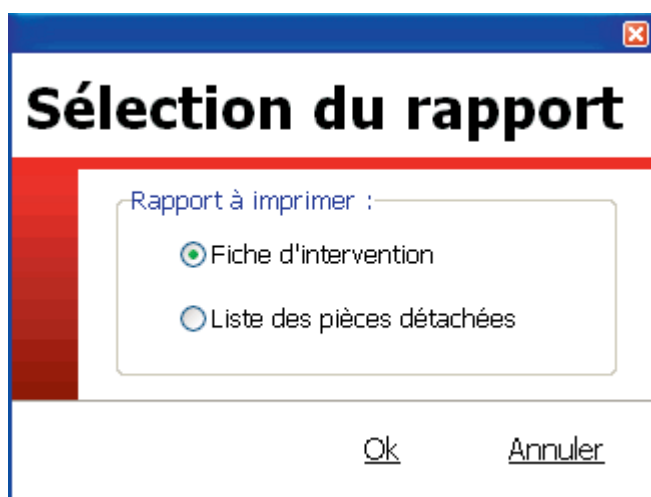 Sélection du rapport
Rapport à imprimer :
Fiche d'intervention
Liste des pièces détachées
Ok Annuler